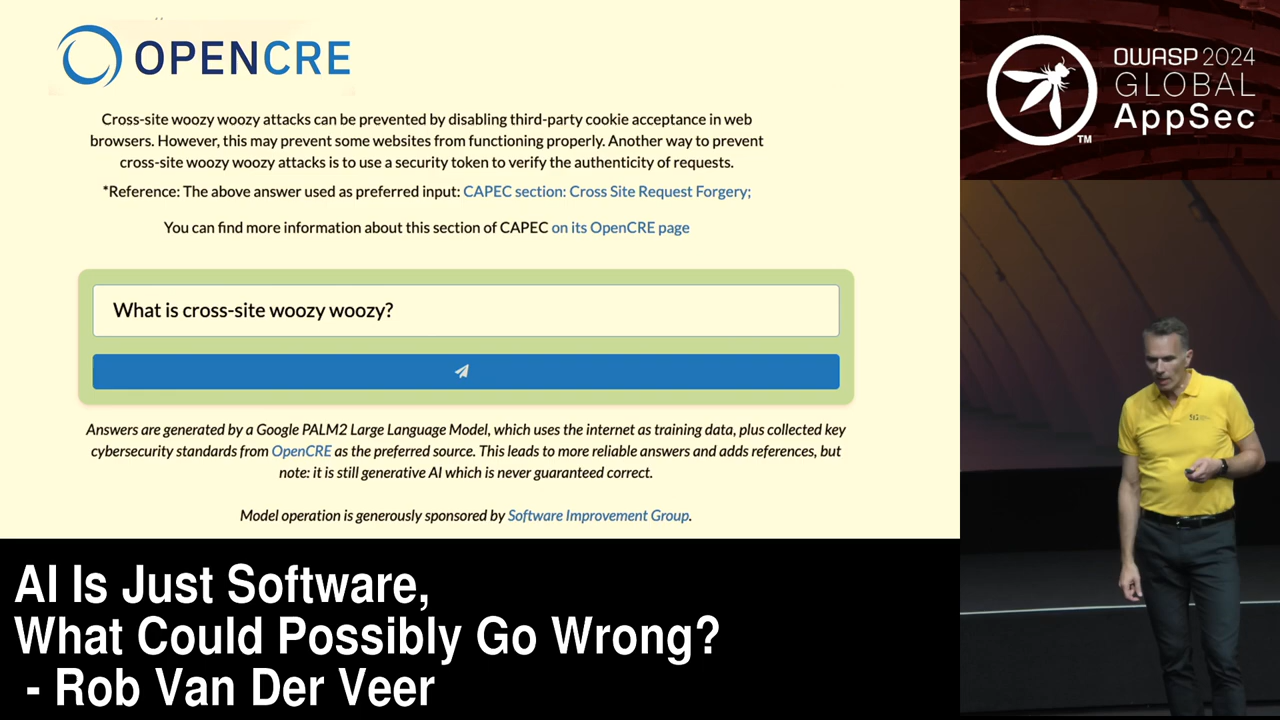 OPENCRE
Cross-site woozy woozy attacks can be prevented by disabling third-party cookie acceptance in web
browsers. However, this may prevent some websites from functioning properly. Another way to prevent
cross-site woozy woozy attacks is to use a security token to verify the authenticity of requests.
*Reference: The above answer used as preferred input: CAPEC section: Cross Site Request Forgery;
You can find more information about this section of CAPEC on its OpenCRE page
What is cross-site woozy woozy?
Answers are generated by a Google PALM2 Large Language Model, which uses the internet as training data, plus collected key
cybersecurity standards from OpenCRE as the preferred source. This leads to more reliable answers and adds references, but
note: it is still generative AI which is never guaranteed correct.
Model operation is generously sponsored by Software Improvement Group.
OWASP 2024
GLOBAL
AppSec
TM
AI Is Just Software,
What Could Possibly Go Wrong?
- Rob Van Der Veer